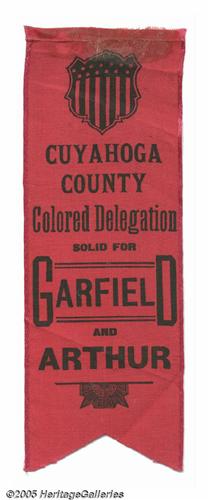 CUYAHOGA
COUNTY
Colored Delegation
SOLID FOR
GARFIELD
AND
ARTHUR
©2005 HeritageGalleries